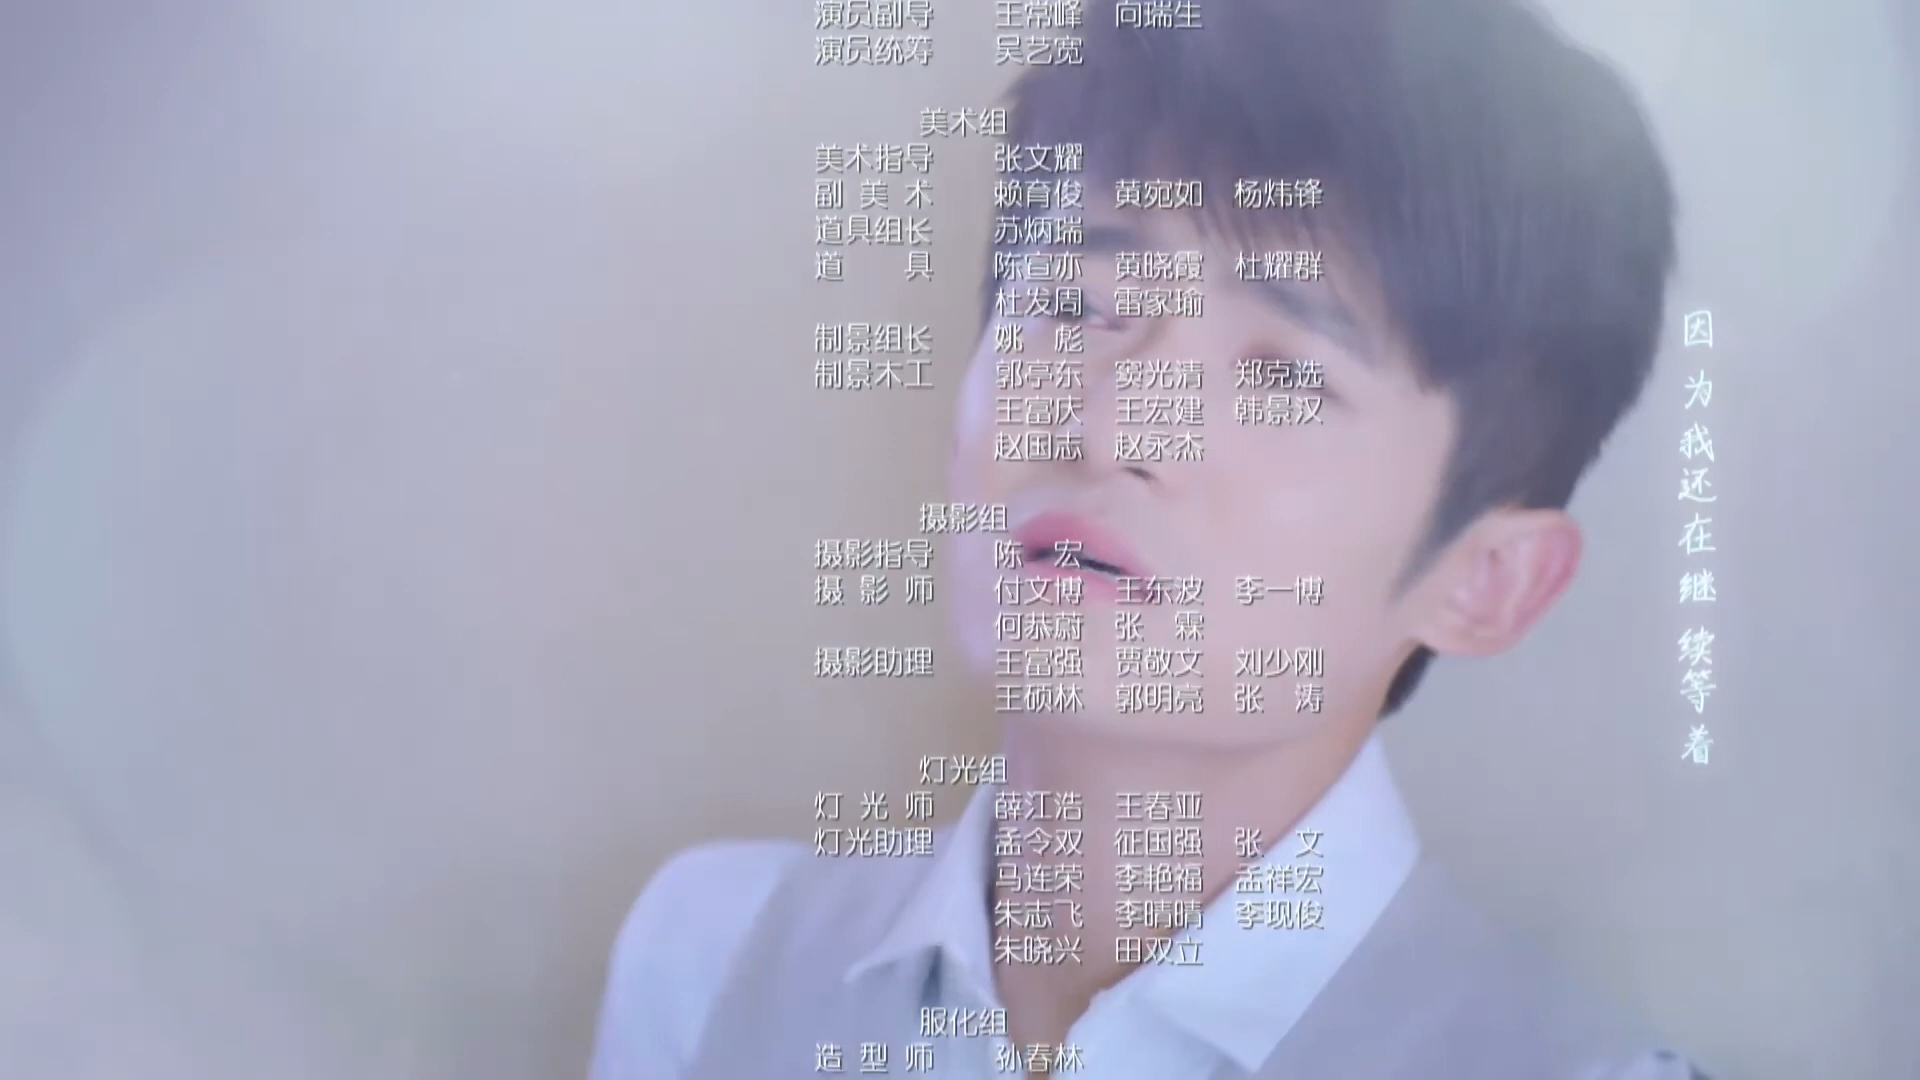 演员副导 王常峰 向瑞生
演员统筹 吴艺宽
美术组
美术指导 张文耀
副美术 赖育俊 黄宛如 杨炜锋
道具组长 苏炳瑞
道具 陈宣亦 黄晓霞 杜耀群
杜发周 雷家瑜
制景组长 姚彪
制景木工 郭亭东 窦光清 郑克选
王富庆 王宏建 韩景汉
赵国志 赵永杰
摄影组
摄影指导 陈宏
摄影师 付文博 王东波 李一博
何恭蔚 张霖
摄影助理 王富强 贾敬文 刘少刚
王硕林 郭明亮 张涛
灯光组
灯光师 薛江浩 王春亚
灯光助理 孟令双 征国强 张文
马连荣 李艳福 孟祥宏
朱志飞 李晴晴 李现俊
朱晓兴 田双立
服化组
造型师 孙春林
因为我还在继续等着